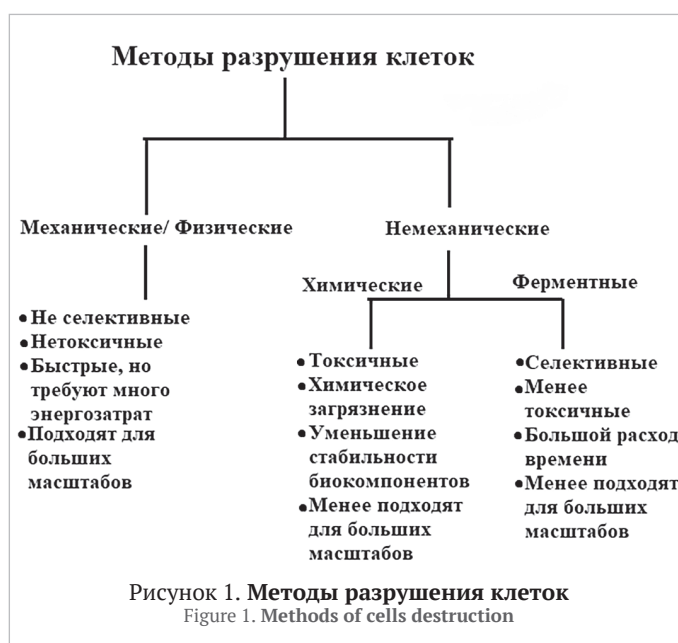 Методы разрушения клеток
Механические/ Физические
Немеханические
Химические
Ферментные
•Не селективные
•Нетоксичные
•Быстрые, но
требуют много
энергозатрат
•Подходят для
больших
масштабов
•Токсичные
•Химическое
загрязнение
•Уменьшение
стабильности
биокомпонентов
•Менее подходят
для больших
масштабов
•Селективные
•Менее
токсичные
•Большой расход
времени
•Менее подходят
для больших
масштабов
Рисунок 1. Методы разрушения клеток
Figure 1. Methods of cells destruction